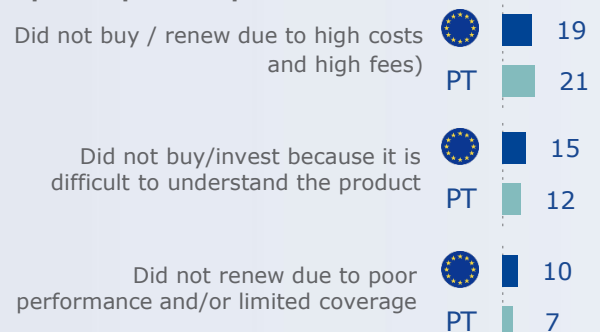 Did not buy / renew due to high costs
and high fees)
19
PT 21
Did not buy/invest because it is
difficult to understand the product
15
PT 12
Did not renew due to poor
performance and/or limited coverage
10
PT 7